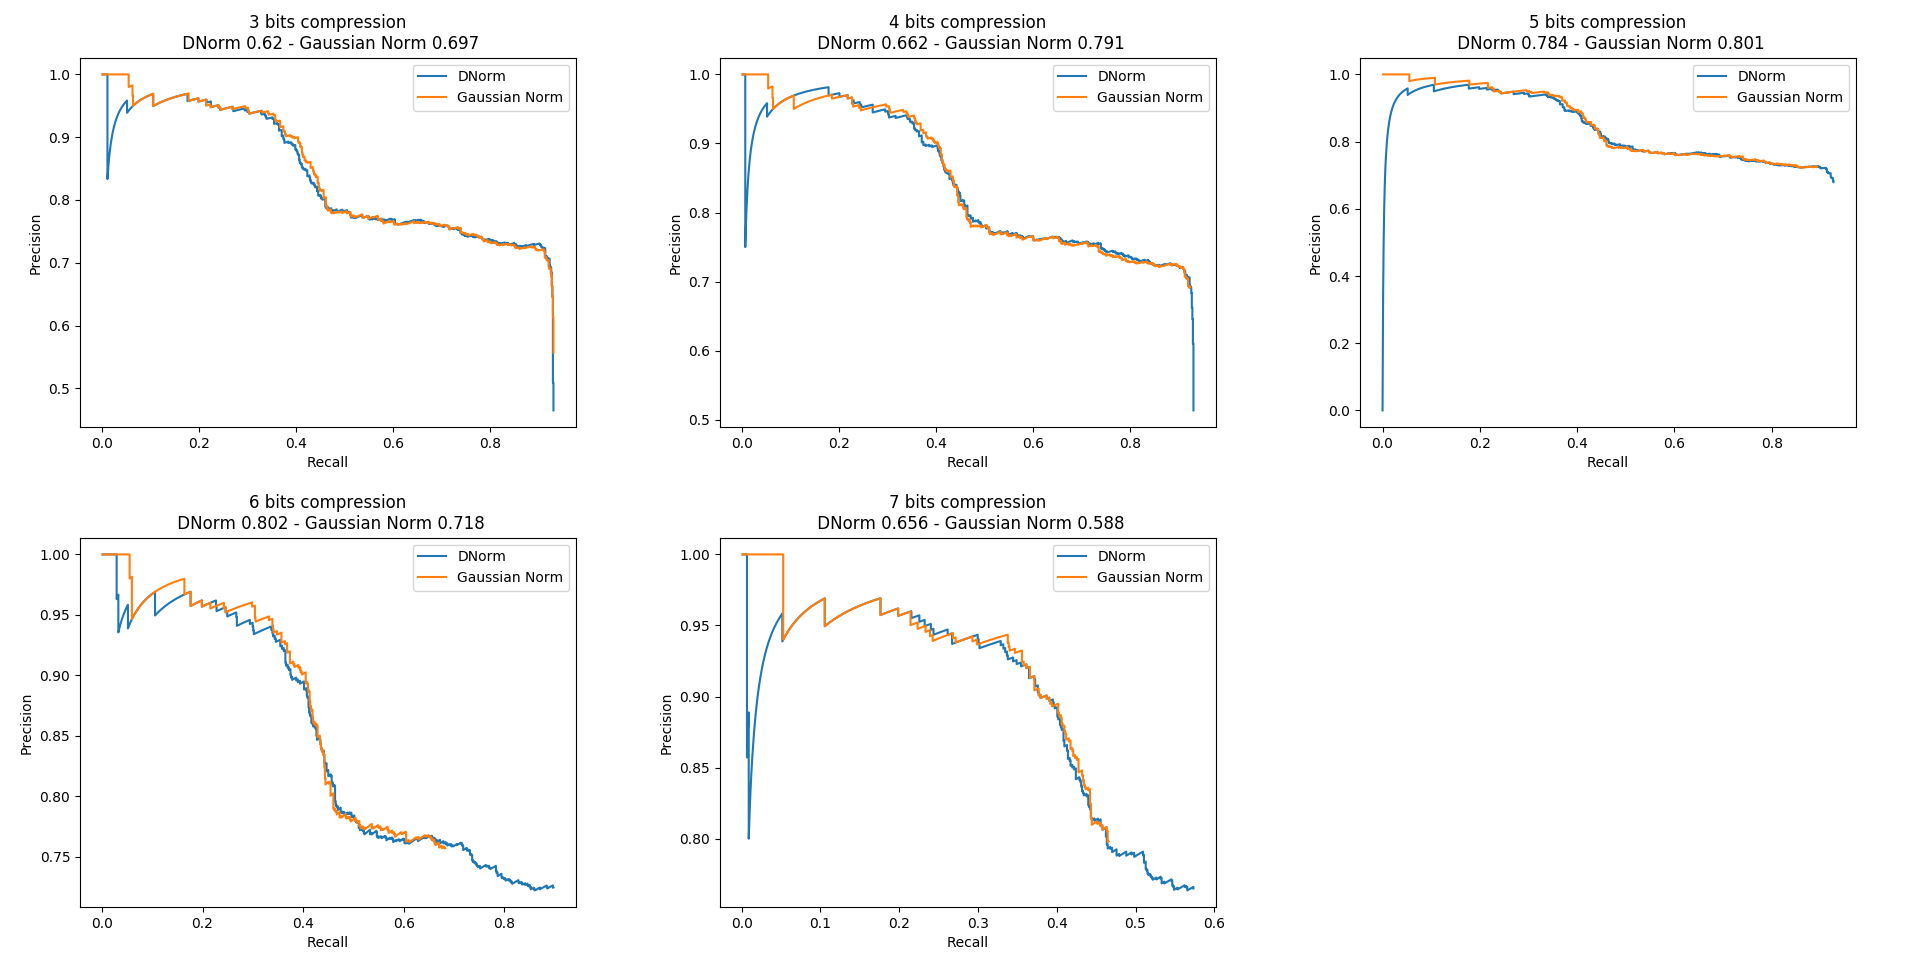 3 bits compression
DNorm 0.62 - Gaussian Norm 0.697
DNorm
Gaussian Norm
1.0
0.9
0.8
0.7
0.6
0.5
Precision
0.0 0.2 0.4 0.6 0.8
Recall
4 bits compression
DNorm 0.662 - Gaussian Norm 0.791
DNorm
Gaussian Norm
1.0
0.9
0.8
0.7
0.6
0.5
Precision
0.0 0.2 0.4 0.6 0.8
Recall
5 bits compression
DNorm 0.784 - Gaussian Norm 0.801
DNorm
Gaussian Norm
1.0
0.8
0.6
0.4
0.2
0.0
Precision
0.0 0.2 0.4 0.6 0.8
Recall
6 bits compression
DNorm 0.802 - Gaussian Norm 0.718
DNorm
Gaussian Norm
1.00
0.95
0.90
0.85
0.80
0.75
Precision
0.0 0.2 0.4 0.6 0.8
Recall
7 bits compression
DNorm 0.656 - Gaussian Norm 0.588
DNorm
Gaussian Norm
1.00
0.95
0.90
0.85
0.80
Precision
0.0 0.1 0.2 0.3 0.4 0.5 0.6
Recall